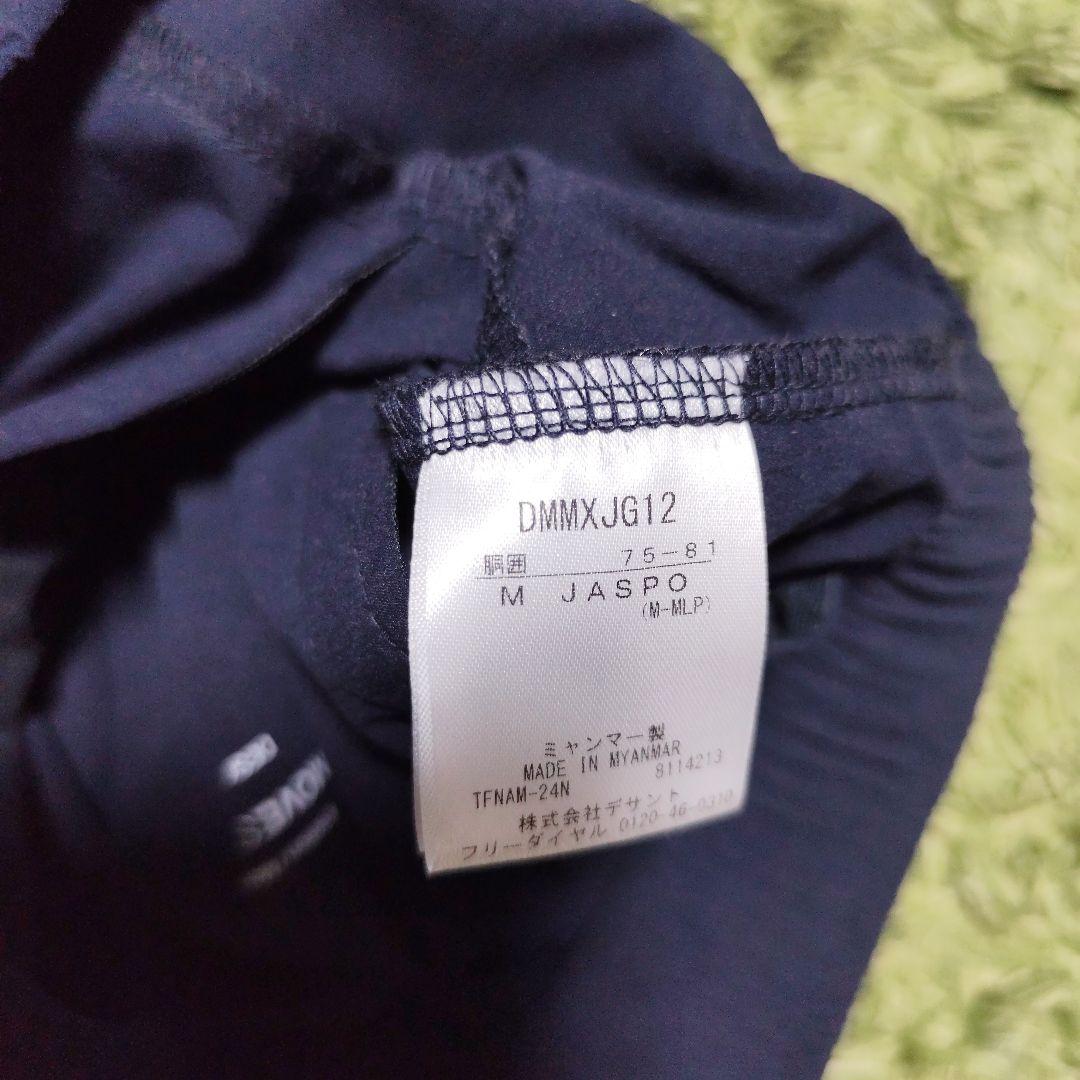 DMMXJG12
胴囲 75-81
M JASPO
(M-MLP)
ミャンマー製
MADE IN MYANMAR
TFNAM-24N 8114213
株式会社デサント
フリーダイヤル 0120-46-0310
MOVES